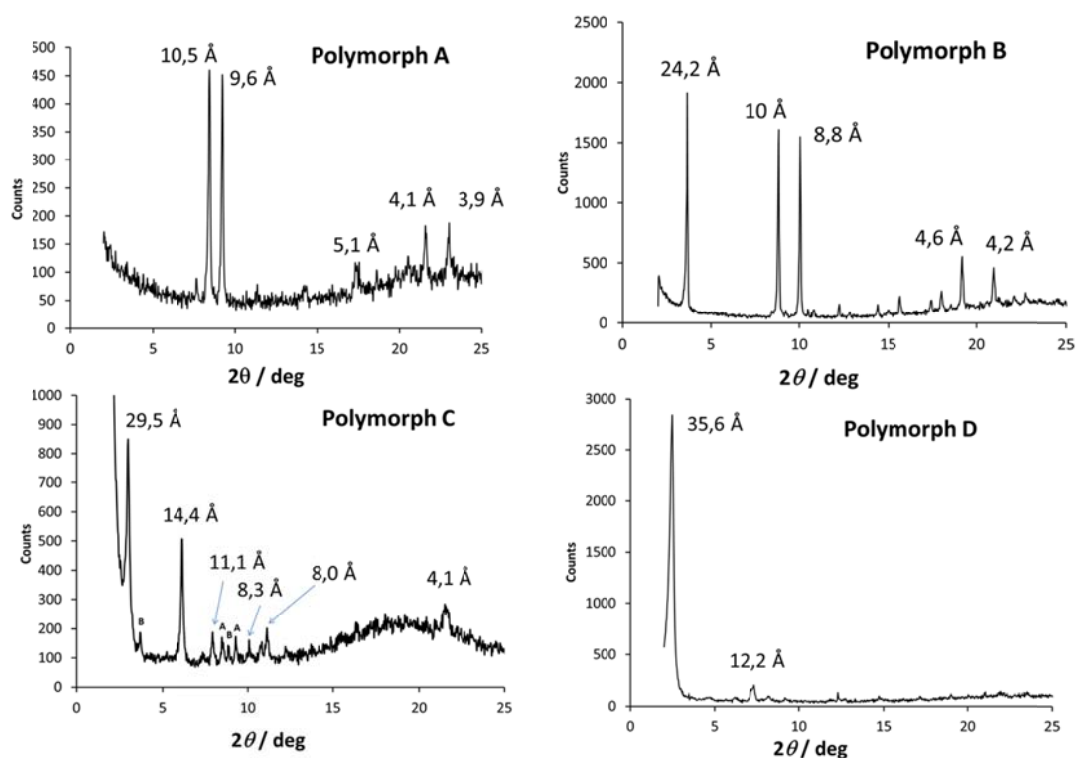 Polymorph A
10,5 Å
9,6 Å
5,1 Å
4,1 Å
3,9 Å
Counts
500
450
400
350
300
250
200
150
100
50
0
0 5 10 15 20 25
2θ / deg
Polymorph B
24,2 Å
10 Å
8,8 Å
4,6 Å
4,2 Å
Counts
2500
2000
1500
1000
500
0
0 5 10 15 20 25
2θ / deg
Polymorph C
29,5 Å
14,4 Å
11,1 Å
8,3 Å
8,0 Å
4,1 Å
B A B A
Counts
1000
900
800
700
600
500
400
300
200
100
0
0 5 10 15 20 25
2θ / deg
Polymorph D
35,6 Å
12,2 Å
Counts
3000
2500
2000
1500
1000
500
0
0 5 10 15 20 25
2θ / deg